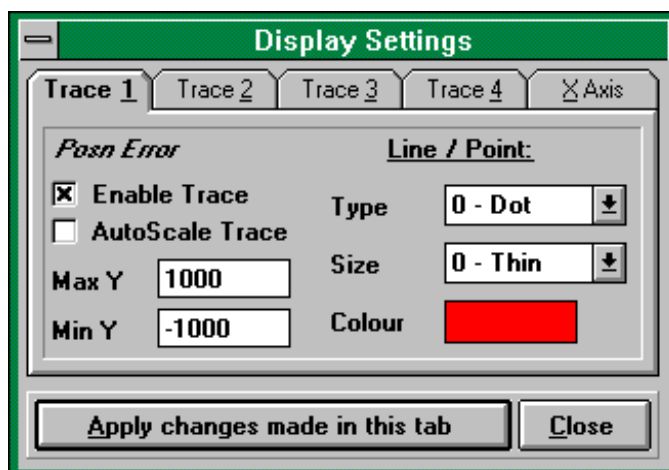 Display Settings
Trace 1 Trace 2 Trace 3 Trace 4 X Axis
Posn Error
Line / Point:
Enable Trace
Type 0 - Dot
AutoScale Trace
Size 0 - Thin
Max Y 1000
Min Y -1000
Colour
Apply changes made in this tab Close